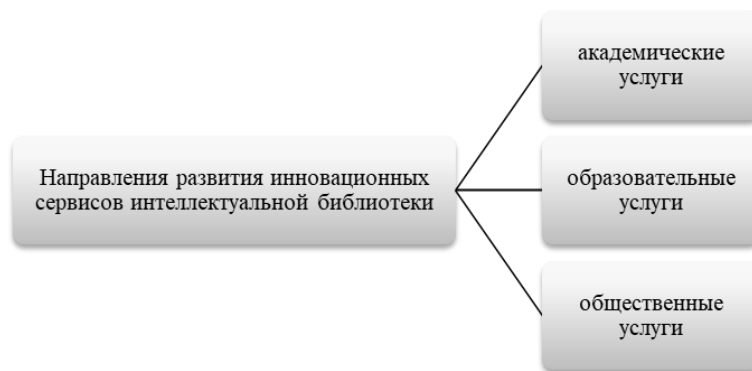 Направления развития инновационных
сервисов интеллектуальной библиотеки
академические
услуги
образовательные
услуги
общественные
услуги